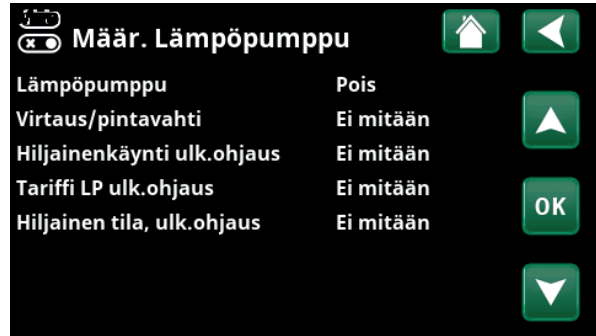 Määr. Lämpöpumppu
Lämpöpumppu Pois
Virtaus/pintavahti Ei mitään
Hiljainenkäynti ulk.ohjaus Ei mitään
Tariffi LP ulk.ohjaus Ei mitään
Hiljainen tila, ulk.ohjaus Ei mitään
OK